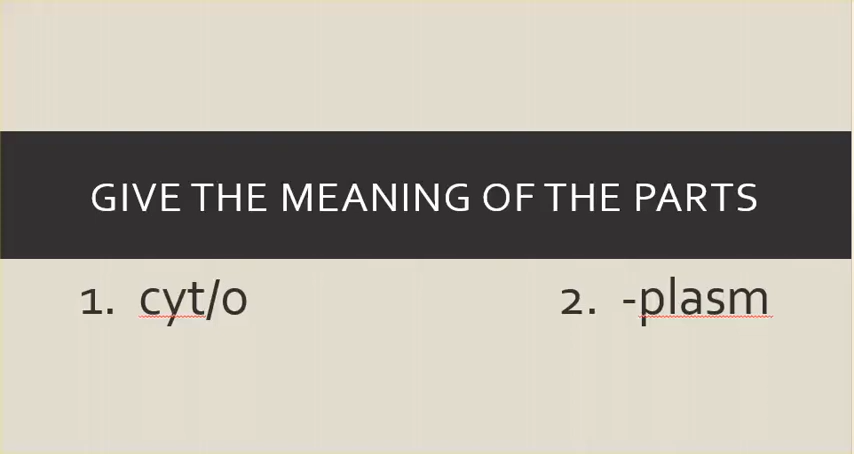 GIVE THE MEANING OF THE PARTS
1. cyt/o
2. -plasm